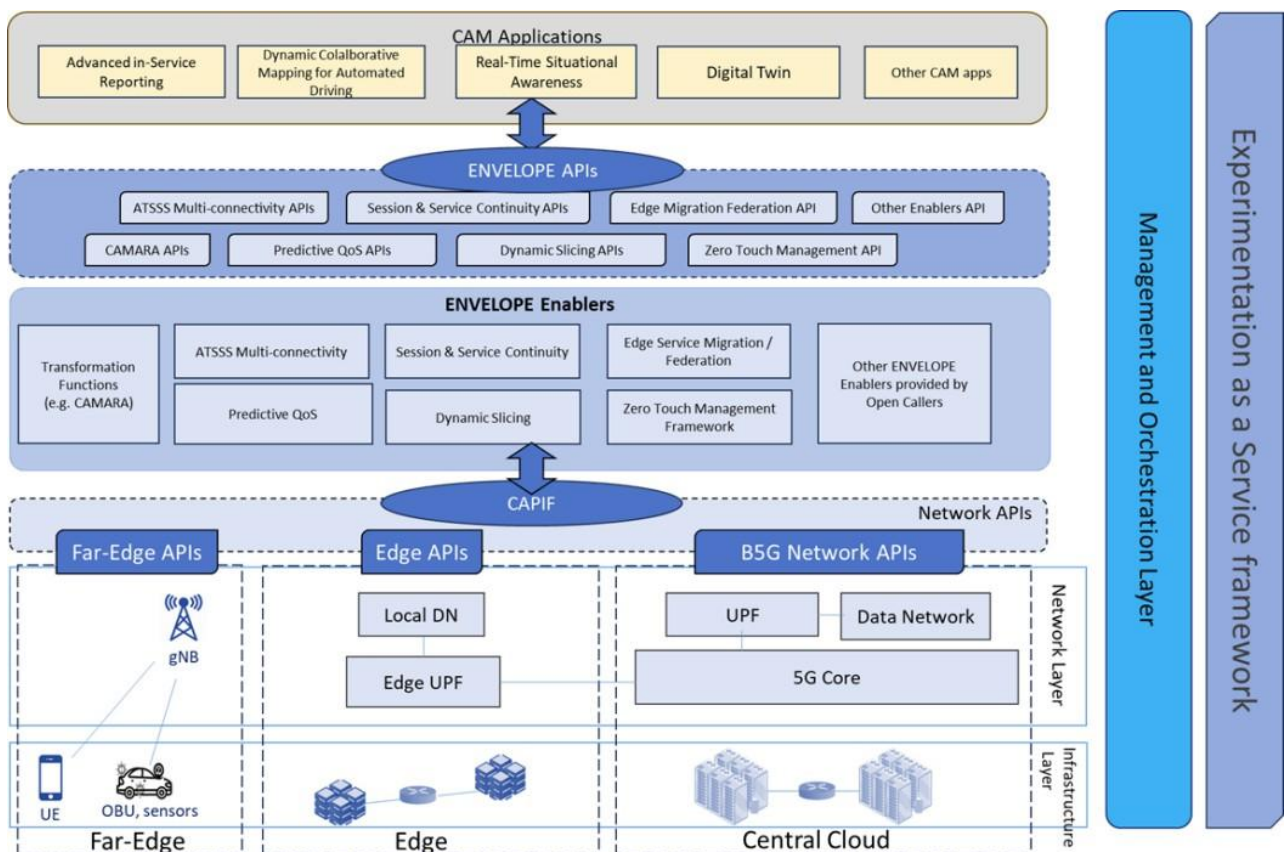 CAM Applications
Advanced in-Service
Reporting
Dynamic Colalborative
Mapping for Automated
Driving
Real-Time Situational
Awareness
Digital Twin
Other CAM apps
ENVELOPE APIs
ATSSS Multi-connectivity APIs
Session & Service Continuity APIs
Edge Migration Federation API
Other Enablers API
CAMARA APIs
Predictive QoS APIs
Dynamic Slicing APIs
Zero Touch Management API
ENVELOPE Enablers
Transformation
Functions
(e.g. CAMARA)
ATSSS Multi-connectivity
Session & Service Continuity
Edge Service Migration /
Federation
Other ENVELOPE
Enablers provided by
Open Callers
Predictive QoS
Dynamic Slicing
Zero Touch Management
Framework
CAPIF
Network APIs
Far-Edge APIs
Edge APIs
B5G Network APIs
gNB
Local DN
Edge UPF
UPF
Data Network
5G Core
Network Layer
UE
OBU, sensors
Infrastructure
Layer
Far-Edge
Edge
Central Cloud
Management and Orchestration Layer
Experimentation as a Service framework